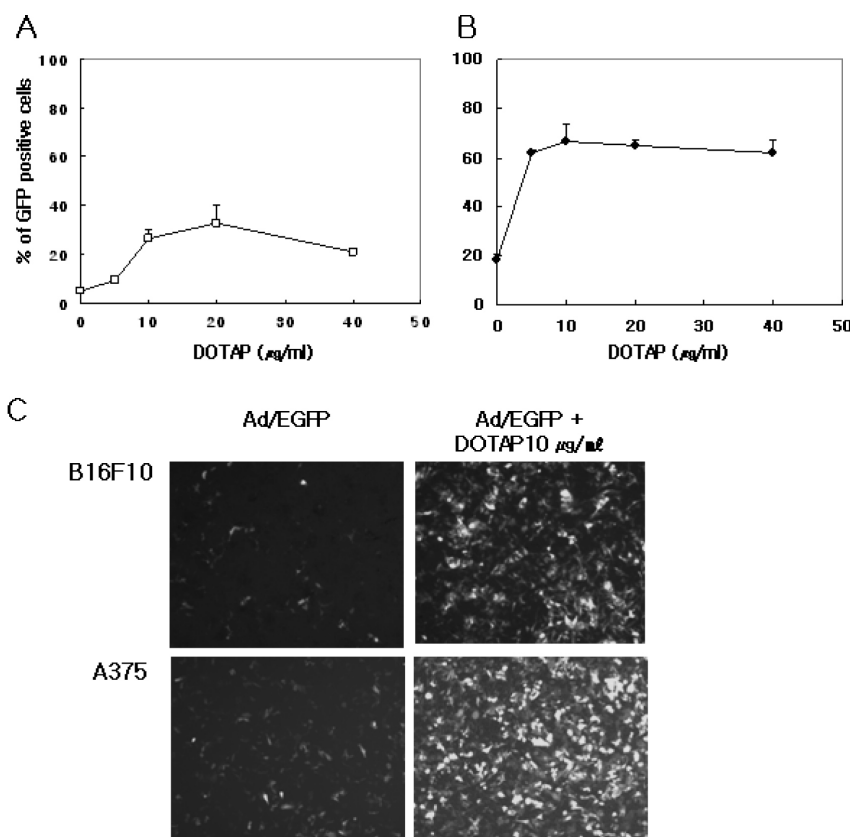 A
B
% of GFP positive cells
100
80
60
40
20
0
0 10 20 30 40 50
DOTAP (㎍/ml)
100
80
60
40
20
0
0 10 20 30 40 50
DOTAP (㎍/ml)
C
Ad/EGFP
Ad/EGFP +
DOTAP10 ㎍/㎖
B16F10
A375